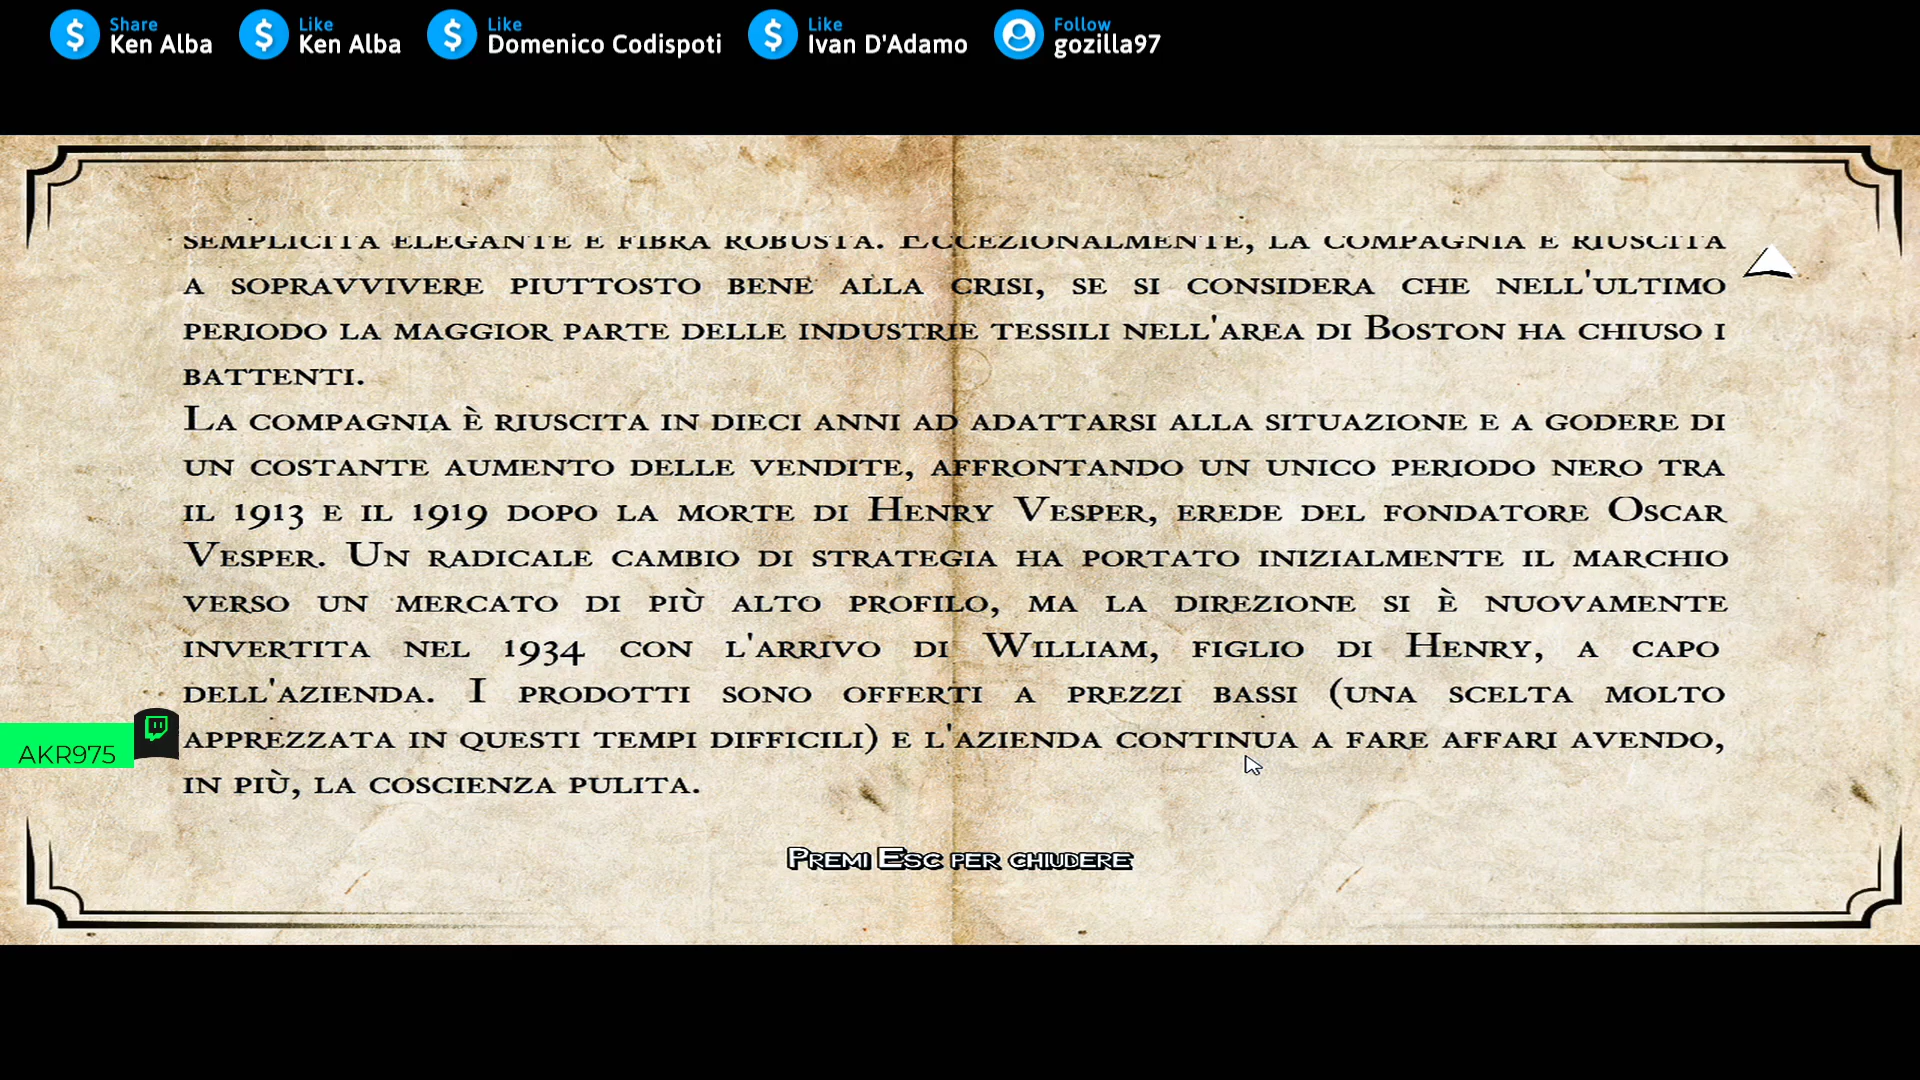 Share
Ken Alba
Like
Ken Alba
Like
Domenico Codispoti
Like
Ivan D'Adamo
Follow
gozilla97
SEMPLICITÀ ELEGANTE E FIBRA ROBUSTA. ECCEZIONALMENTE, LA COMPAGNIA È RIUSCITA
A SOPRAVVIVERE PIUTTOSTO BENE ALLA CRISI, SE SI CONSIDERA CHE NELL'ULTIMO
PERIODO LA MAGGIOR PARTE DELLE INDUSTRIE TESSILI NELL'AREA DI BOSTON HA CHIUSO I
BATTENTI.
LA COMPAGNIA È RIUSCITA IN DIECI ANNI AD ADATTARSI ALLA SITUAZIONE E A GODERE DI
UN COSTANTE AUMENTO DELLE VENDITE, AFFRONTANDO UN UNICO PERIODO NERO TRA
IL 1913 E IL 1919 DOPO LA MORTE DI HENRY VESPER, EREDE DEL FONDATORE OSCAR
VESPER. UN RADICALE CAMBIO DI STRATEGIA HA PORTATO INIZIALMENTE IL MARCHIO
VERSO UN MERCATO DI PIÙ ALTO PROFILO, MA LA DIREZIONE SI È NUOVAMENTE
INVERTITA NEL 1934 CON L'ARRIVO DI WILLIAM, FIGLIO DI HENRY, A CAPO
DELL'AZIENDA. I PRODOTTI SONO OFFERTI A PREZZI BASSI (UNA SCELTA MOLTO
APPREZZATA IN QUESTI TEMPI DIFFICILI) E L'AZIENDA CONTINUA A FARE AFFARI AVENDO,
IN PIÙ, LA COSCIENZA PULITA.
AKR975
PREMI ESC PER CHIUDERE